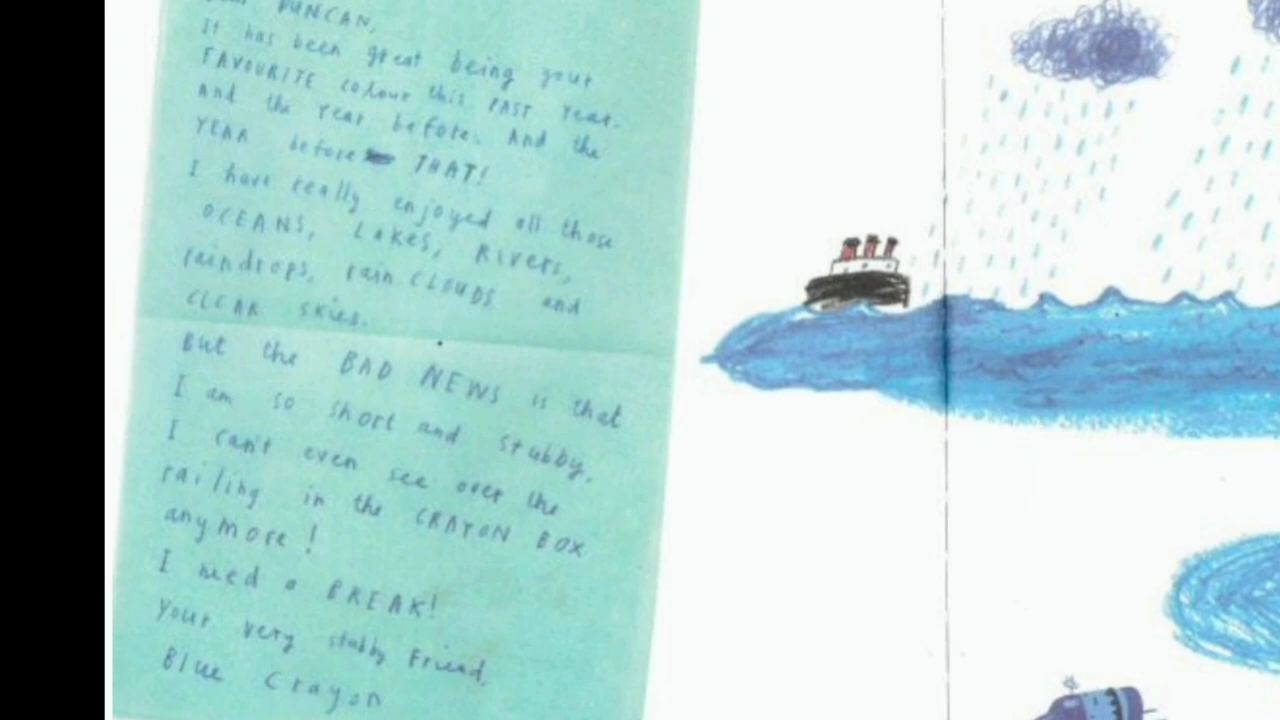 DUNCAN,
It has been great being your
FAVOURITE colour this PAST Year.
And the Year before. And the
YEAR before THAT!
I have really enjoyed all those
OCEANS, LaKes, RIVers,
raindrops, rain CLOUDS and
CLEAR skies.
But the BAD NEWS is that
I am so short and stubby,
I can't even see over the
railing in the CRAYON BOX
anymore!
I need a BREAK!
Your very stubby Friend,
Blue Crayon